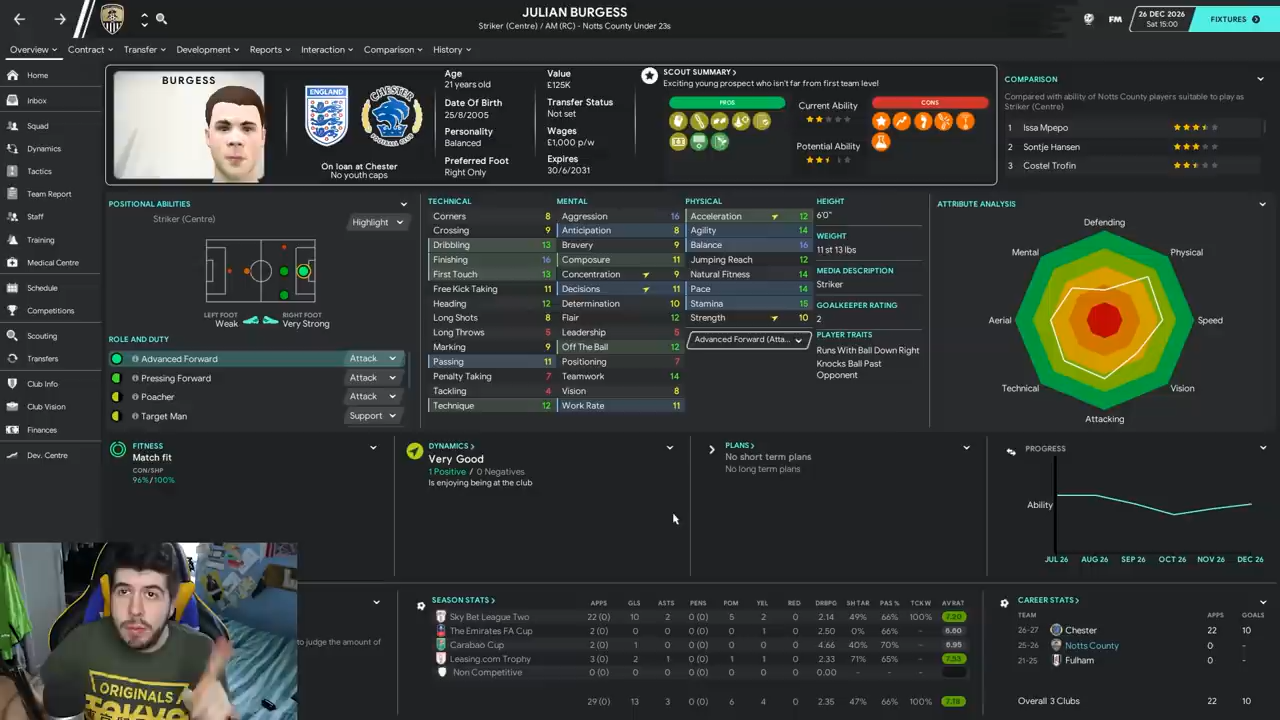 JULIAN BURGESS
Striker (Centre) / AM (RC) - Notts County Under 23s
FM
26 DEC 2026
Sat 15:00
FIXTURES
Overview
Contract
Transfer
Development
Reports
Interaction
Comparison
History
Home
Inbox
Squad
Dynamics
Tactics
Team Report
Staff
Training
Medical Centre
Schedule
Competitions
Scouting
Transfers
Club Info
Club Vision
Finances
Dev. Centre
BURGESS
England
CHESTER
On loan at Chester
No youth caps
Age
21 years old
Date Of Birth
25/8/2005
Personality
Balanced
Preferred Foot
Right Only
Value
£125K
Transfer Status
Not set
Wages
£1,000 p/w
Expires
30/6/2031
SCOUT SUMMARY >
Exciting young prospect who isn't far from first team level
PROS
Current Ability
Potential Ability
CONS
COMPARISON
Compared with ability of Notts County players suitable to play as
Striker (Centre)
1 Issa Mpepo
2 Sontje Hansen
3 Costel Trofin
POSITIONAL ABILITIES
Striker (Centre)
Highlight
LEFT FOOT
Weak
RIGHT FOOT
Very Strong
ROLE AND DUTY
Advanced Forward Attack
Pressing Forward Attack
Poacher Attack
Target Man Support
TECHNICAL
Corners 8
Crossing 9
Dribbling 13
Finishing 16
First Touch 13
Free Kick Taking 11
Heading 12
Long Shots 8
Long Throws 5
Marking 9
Passing 11
Penalty Taking 7
Tackling 4
Technique 12
MENTAL
Aggression 16
Anticipation 8
Bravery 9
Composure 11
Concentration 9
Decisions 11
Determination 10
Flair 12
Leadership 5
Off The Ball 12
Positioning 7
Teamwork 14
Vision 8
Work Rate 11
PHYSICAL
Acceleration 12
Agility 14
Balance 16
Jumping Reach 12
Natural Fitness 14
Pace 14
Stamina 15
Strength 10
Advanced Forward (Atta...
HEIGHT
6'0"
WEIGHT
11 st 13 lbs
MEDIA DESCRIPTION
Striker
GOALKEEPER RATING
2
PLAYER TRAITS
Runs With Ball Down Right
Knocks Ball Past
Opponent
ATTRIBUTE ANALYSIS
Defending
Mental
Physical
Aerial
Speed
Technical
Vision
Attacking
FITNESS
Match fit
CON/SHP
96%/100%
DYNAMICS >
Very Good
1 Positive / 0 Negatives
Is enjoying being at the club
PLANS >
No short term plans
No long term plans
PROGRESS
Ability
JUL 26 AUG 26 SEP 26 OCT 26 NOV 26 DEC 26
to judge the amount of
ORIGINALS
SEASON STATS > APPS GLS ASTS PENS POM YEL RED DRBPG SH TAR PAS % TCK W AV RAT
Sky Bet League Two 22 (0) 10 2 0 (0) 5 2 - 2.14 49% 66% 100% 7.20
The Emirates FA Cup 2 (0) - - 0 (0) - 1 - 2.50 0% 66% - 6.60
Carabao Cup 2 (0) 1 - 0 (0) - - - 4.66 40% 70% - 6.95
Leasing.com Trophy 3 (0) 2 1 0 (0) 1 1 - 2.33 71% 65% - 7.53
Non Competitive 0 (0) - - 0 (0) - - - 0.00 - - -
29 (0) 13 3 0 (0) 6 4 - 2.35 47% 66% 100% 7.18
CAREER STATS >
TEAM APPS GOALS
26-27 Chester 22 10
25-26 Notts County 0 -
21-25 Fulham 0 -
Overall 3 Clubs 22 10